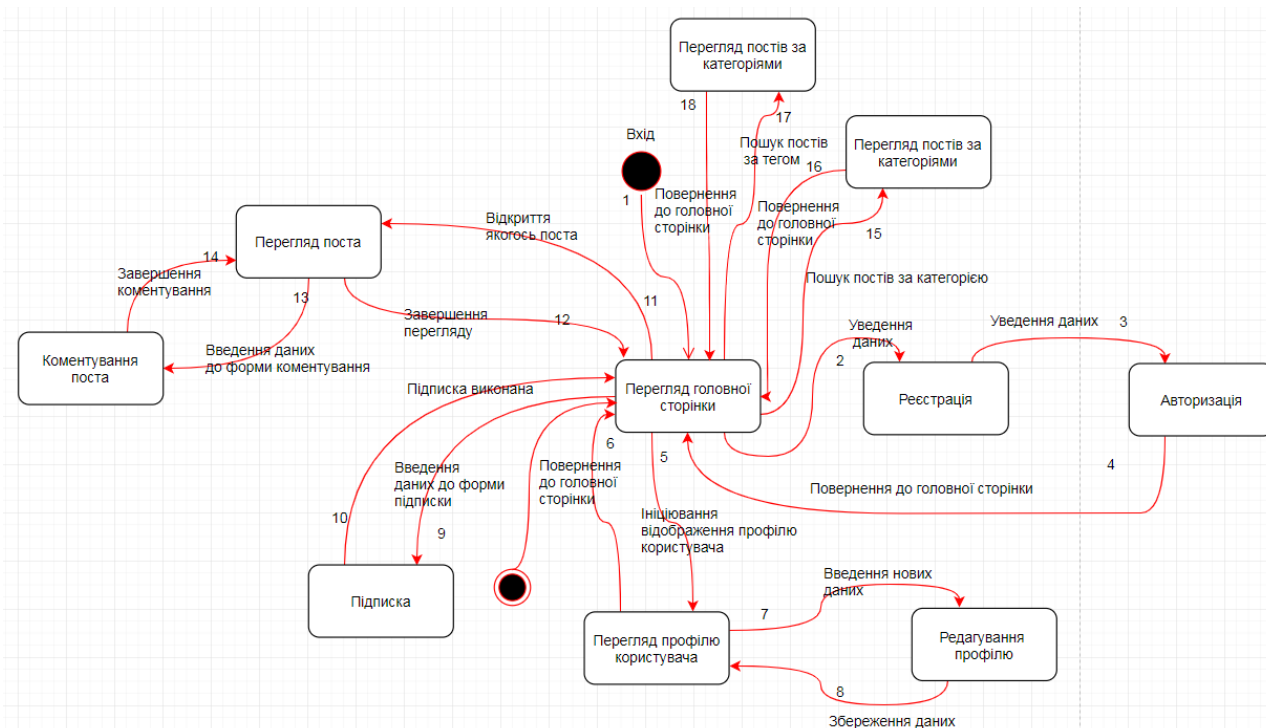 Перегляд постів за
категоріями
18
17
Вхід
Пошук постів
за тегом
16
Перегляд постів за
категоріями
1
Повернення
до головної
сторінки
Повернення
до головної
сторінки
15
Відкриття
якогось поста
Перегляд поста
14
Завершення
коментування
13
Пошук постів за категорією
11
Завершення
перегляду
12
Уведення
даних
2
Уведення даних
3
Коментування
поста
Введення даних
до форми коментування
Підписка виконана
Перегляд головної
сторінки
Реєстрація
Авторизація
6
5
4
Введення
даних до форми
підписки
Повернення
до головної
сторінки
Повернення до головної сторінки
10
9
Ініціювання
відображення профілю
користувача
Підписка
Введення нових
даних
7
Перегляд профілю
користувача
Редагування
профілю
8
Збереження даних